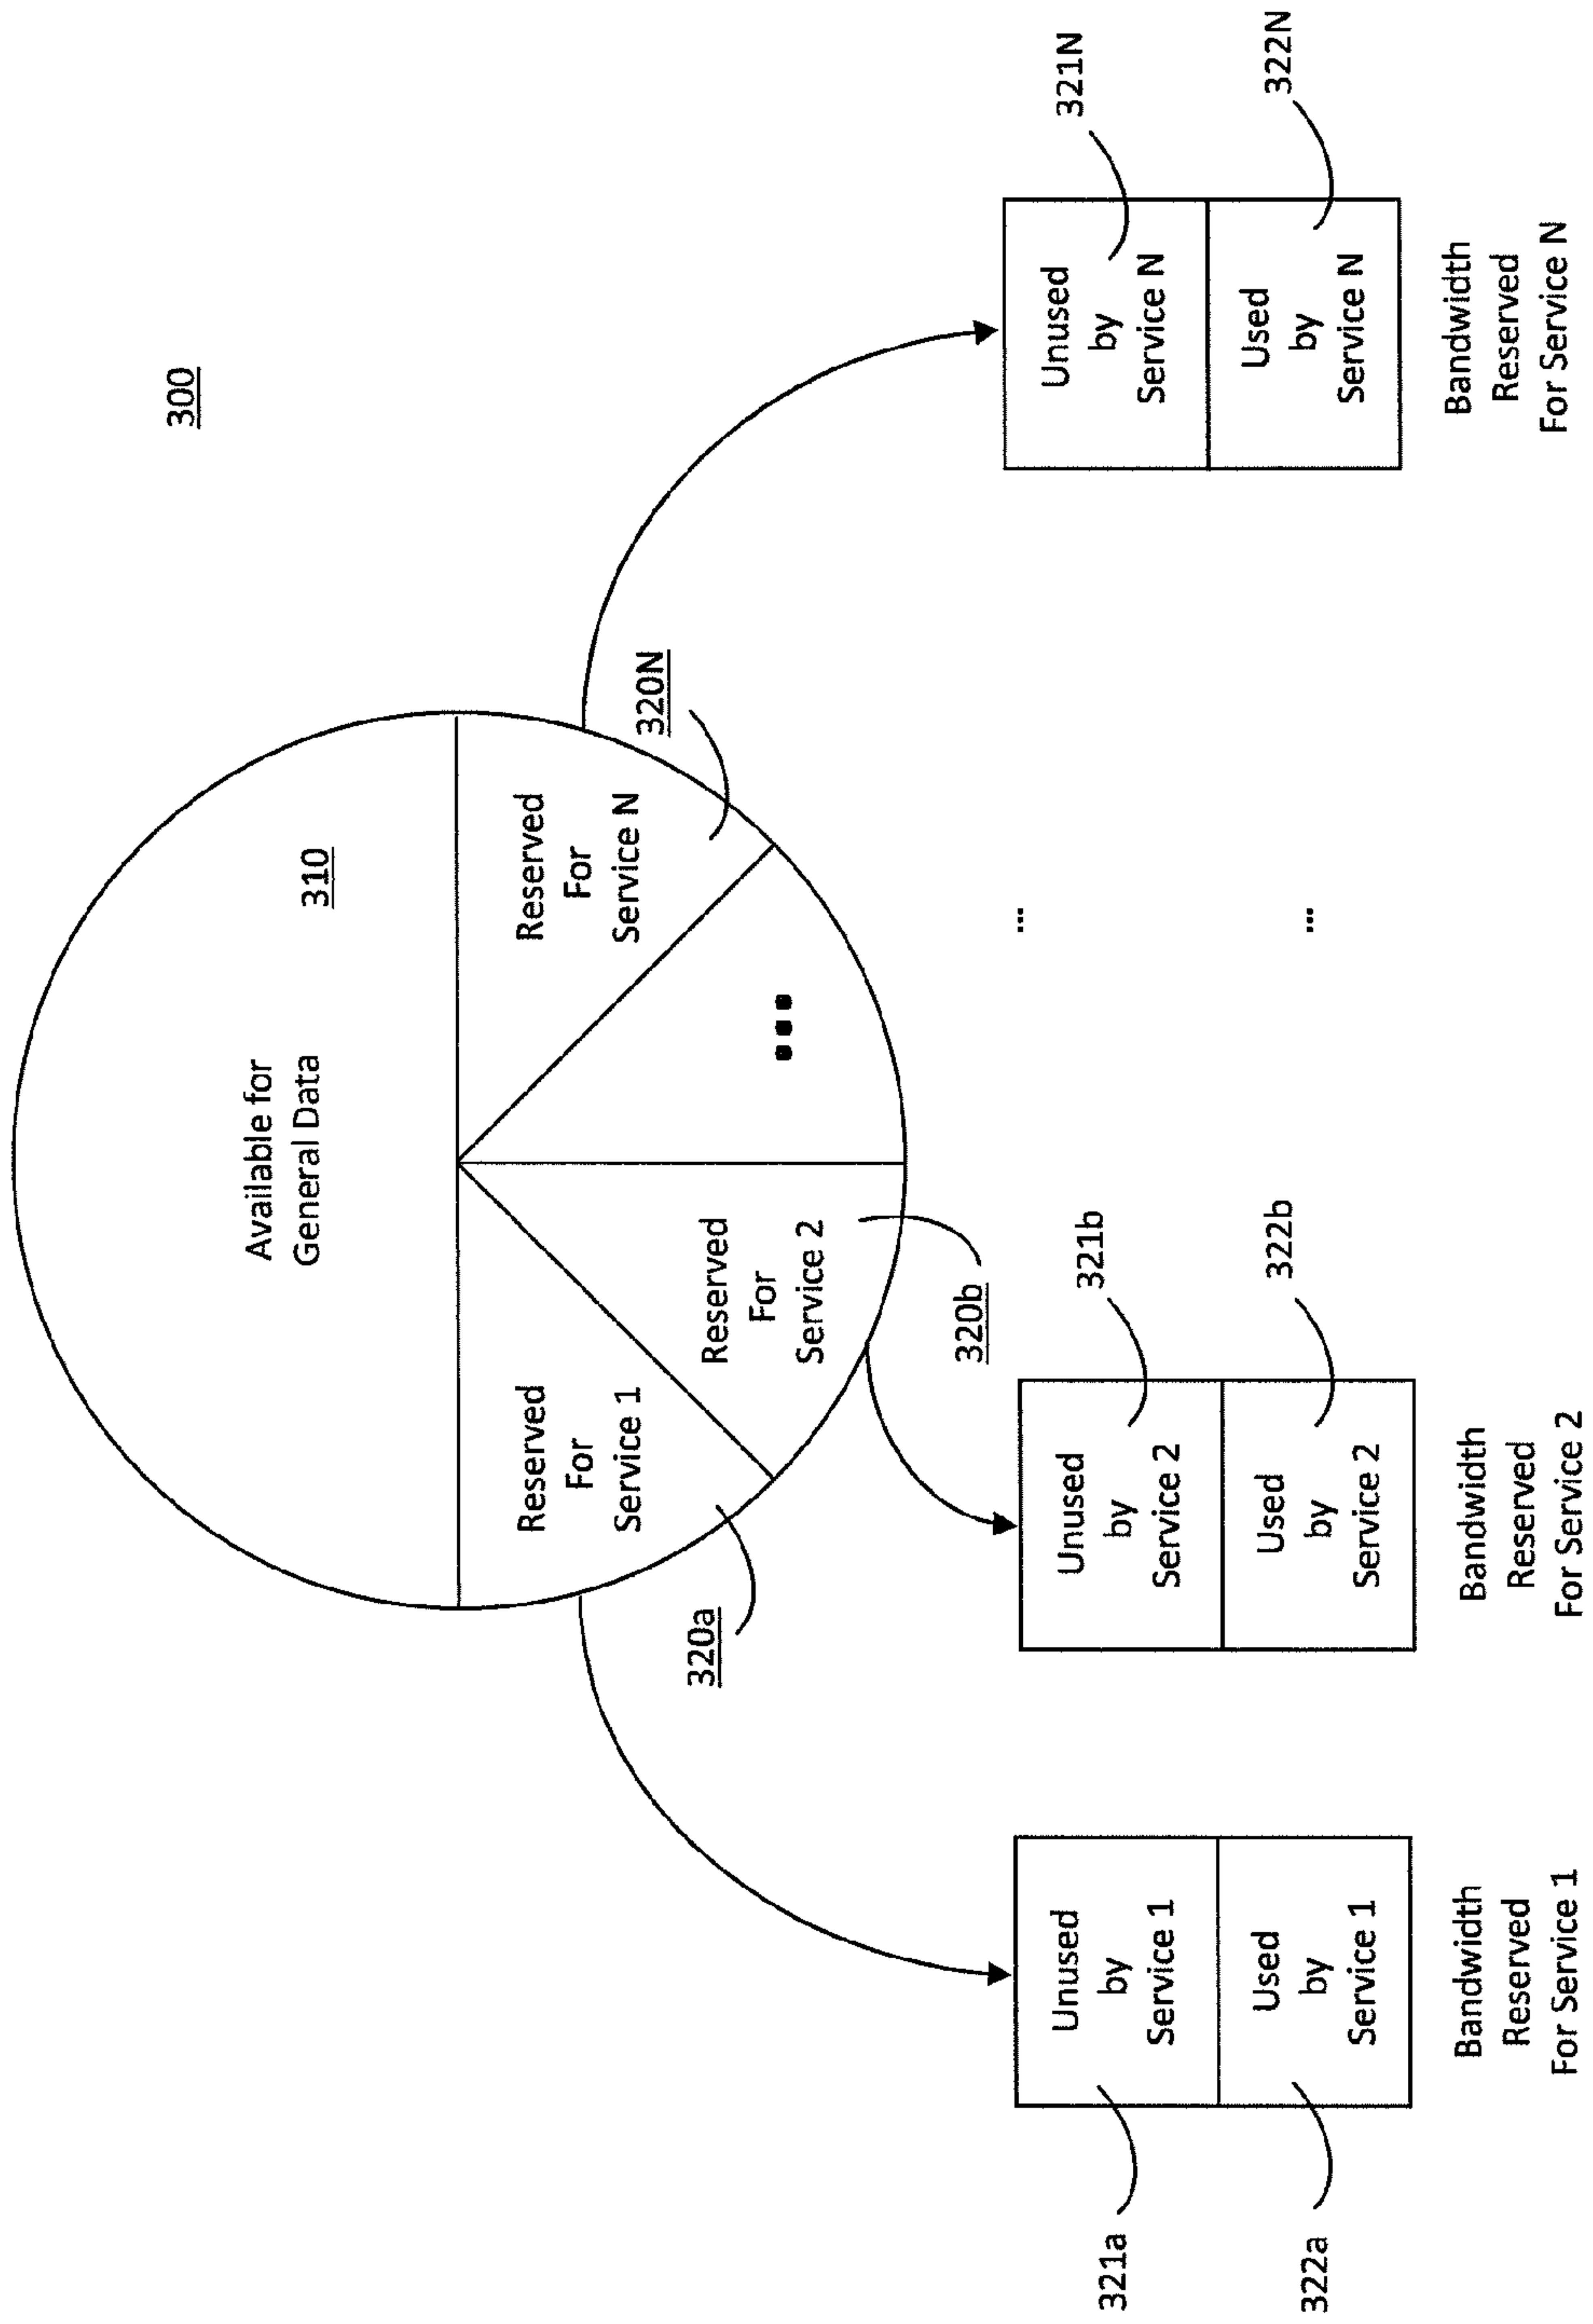 300
Available for
General Data
310
Reserved
For
Service 1
320a
Reserved
For
Service 2
320b
...
Reserved
For
Service N
320N
321a
Unused
by
Service 1
322a
Used
by
Service 1
Bandwidth
Reserved
For Service 1
Unused
by
Service 2
321b
Used
by
Service 2
322b
Bandwidth
Reserved
For Service 2
...
...
Unused
by
Service N
321N
Used
by
Service N
322N
Bandwidth
Reserved
For Service N